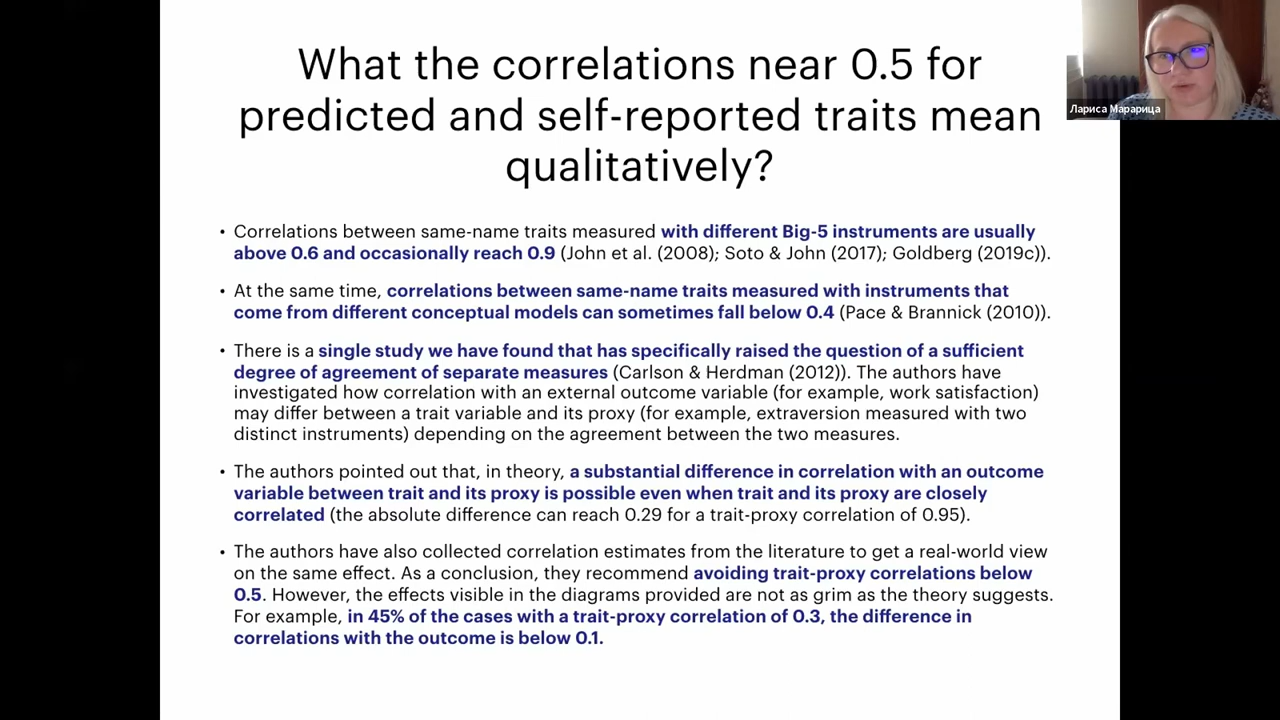 What the correlations near 0.5 for
predicted and self-reported traits mean
qualitatively?
Лариса Марарица
• Correlations between same-name traits measured with different Big-5 instruments are usually
above 0.6 and occasionally reach 0.9 (John et al. (2008); Soto & John (2017); Goldberg (2019c)).
• At the same time, correlations between same-name traits measured with instruments that
come from different conceptual models can sometimes fall below 0.4 (Pace & Brannick (2010)).
• There is a single study we have found that has specifically raised the question of a sufficient
degree of agreement of separate measures (Carlson & Herdman (2012)). The authors have
investigated how correlation with an external outcome variable (for example, work satisfaction)
may differ between a trait variable and its proxy (for example, extraversion measured with two
distinct instruments) depending on the agreement between the two measures.
• The authors pointed out that, in theory, a substantial difference in correlation with an outcome
variable between trait and its proxy is possible even when trait and its proxy are closely
correlated (the absolute difference can reach 0.29 for a trait-proxy correlation of 0.95).
• The authors have also collected correlation estimates from the literature to get a real-world view
on the same effect. As a conclusion, they recommend avoiding trait-proxy correlations below
0.5. However, the effects visible in the diagrams provided are not as grim as the theory suggests.
For example, in 45% of the cases with a trait-proxy correlation of 0.3, the difference in
correlations with the outcome is below 0.1.